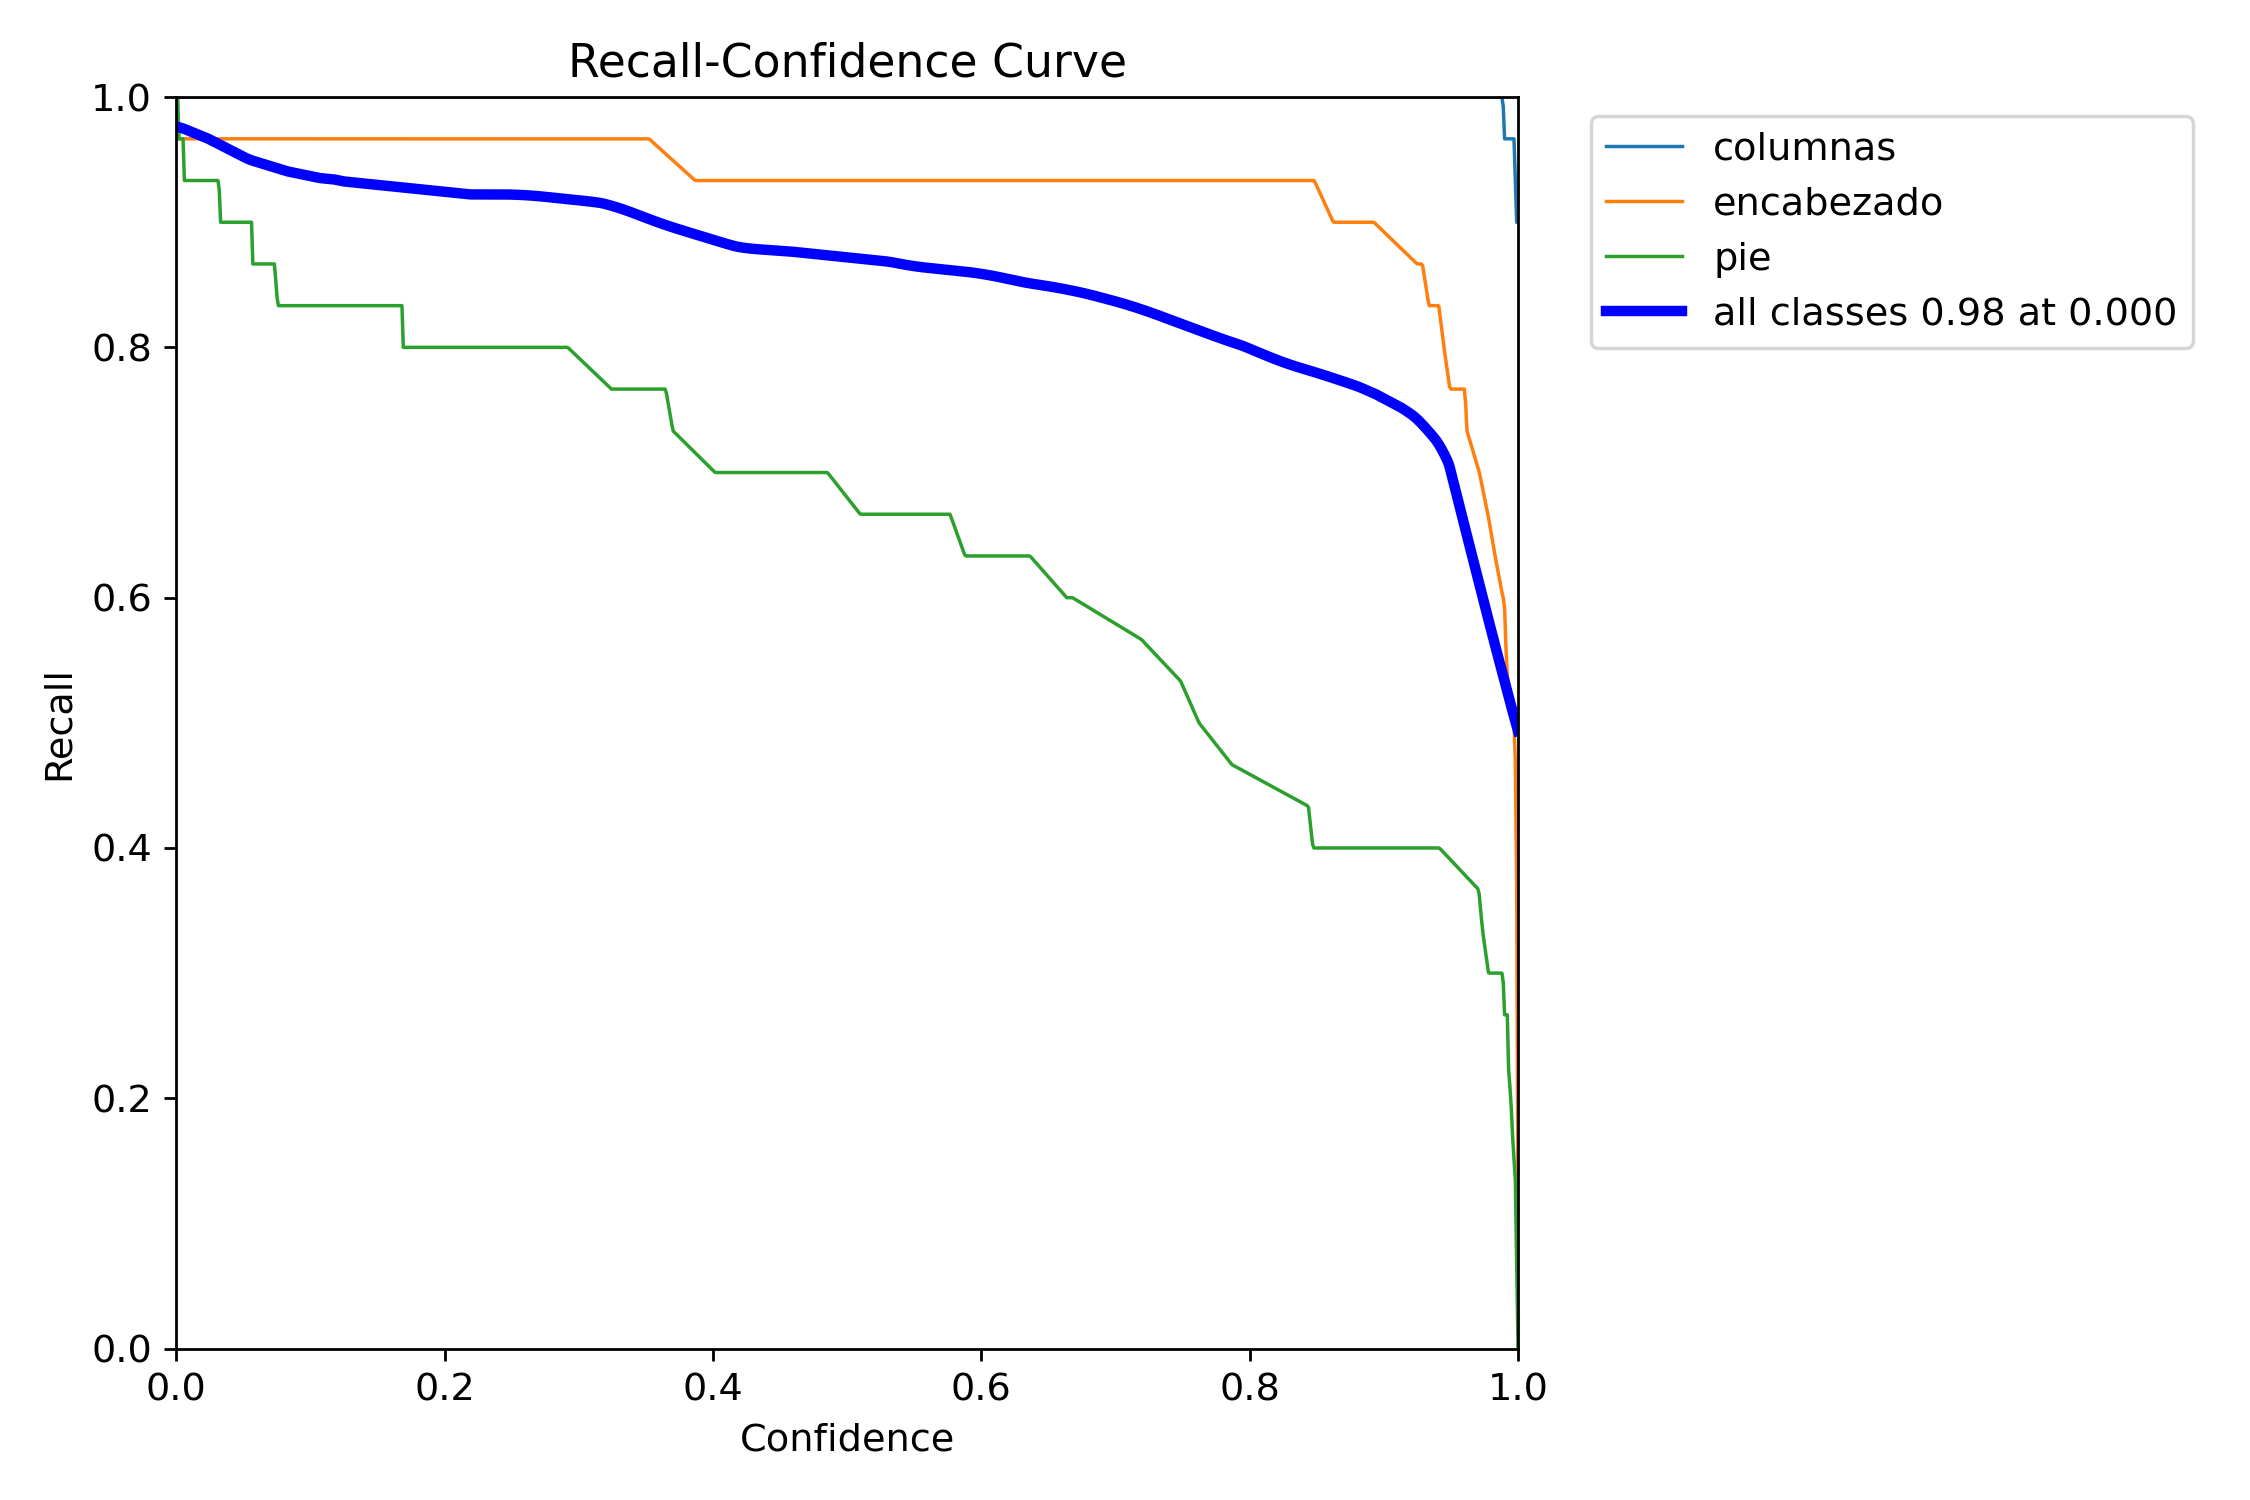 Recall-Confidence Curve
1.0
0.8
0.6
0.4
0.2
0.0
Recall
0.0 0.2 0.4 0.6 0.8 1.0
Confidence
columnas
encabezado
pie
all classes 0.98 at 0.000